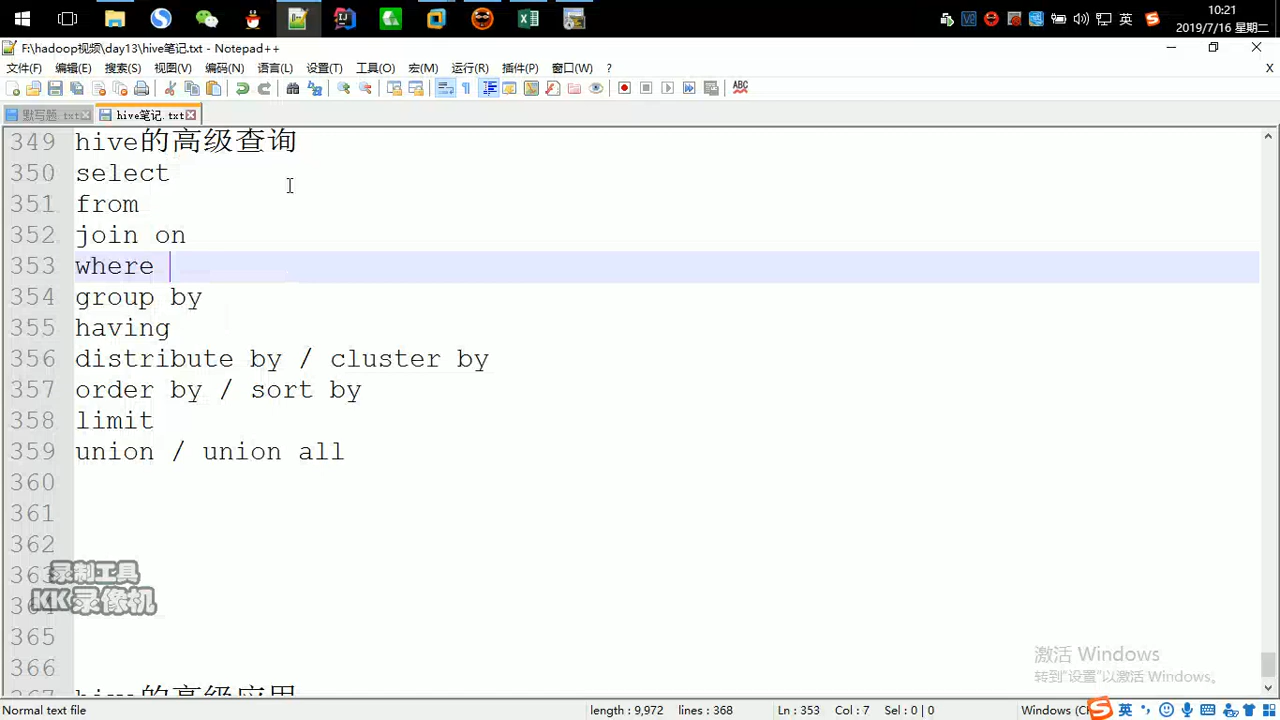 10:21
英
2019/7/16 星期二
F:\hadoop视频\day13\hive笔记.txt - Notepad++
文件(F) 编辑(E) 搜索(S) 视图(V) 编码(N) 语言(L) 设置(T) 工具(O) 宏(M) 运行(R) 插件(P) 窗口(W) ? X
默写题.txt hive笔记.txt
349 hive的高级查询
350 select
351 from
352 join on
353 where
354 group by
355 having
356 distribute by / cluster by
357 order by / sort by
358 limit
359 union / union all
360
361
362
363
录制工具
KK录像机
365
366
激活 Windows
转到“设置”以激活 Windows。
Normal text file length : 9,972 lines : 368 Ln : 353 Col : 7 Sel : 0 | 0 英